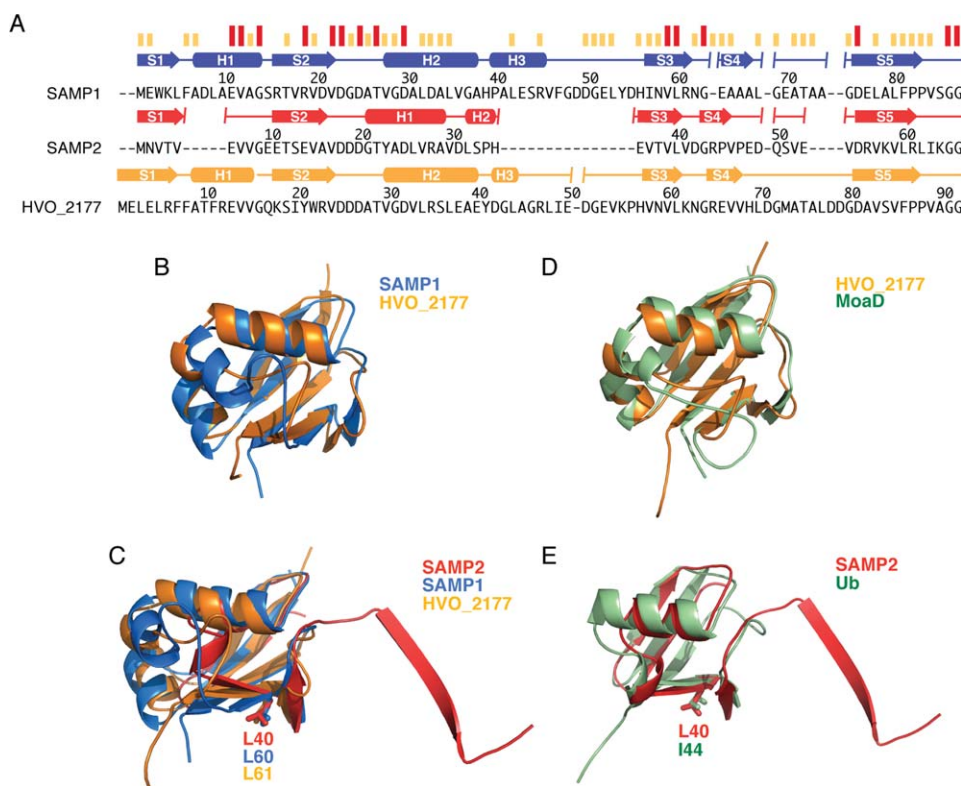 A
S1 H1 S2 H2 H3 S3 S4 S5
10 20 30 40 50 60 70 80
SAMP1 --MEWKLFADLAEVAGSRTVRVDVDGDATVGDALDALVGAHPALESRVFGDDGELYDHINVLRNG-EAAAL-GEATAA-GDELALFPPVSGG
S1 S2 H1 H2 S3 S4 S5
10 20 30 40 50 60
SAMP2 --MNVTV-----EVVGEETSEVAVDDDGTYADLVRAVDLSPH---------------EVTVLVDGRPVPED-QSVE----VDRVKVLRLIKGG
S1 H1 S2 H2 H3 S3 S4 S5
10 20 30 40 50 60 70 80 90
HVO_2177 MELELRFFATFREVVGQKSIYWRVDDDATVGDVLRSLEAEYDGLAGRLIE-DGEVKPHVNVLKNGREVVHLDGMATALDDGDAVSVFPPVAGG
B
SAMP1
HVO_2177
D
HVO_2177
MoaD
C
SAMP2
SAMP1
HVO_2177
L40
L60
L61
E
SAMP2
Ub
L40
I44